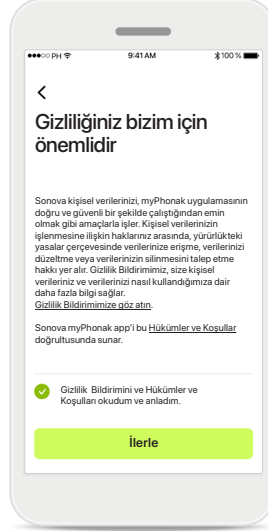 PH 9:41 AM 100 %
Gizliliğiniz bizim için
önemlidir
Sonova kişisel verilerinizi, myPhonak uygulamasının
doğru ve güvenli bir şekilde çalıştığından emin
olmak gibi amaçlarla işler. Kişisel verilerinizin
işlenmesine ilişkin haklarınız arasında, yürürlükteki
yasalar çerçevesinde verilerinize erişme, verilerinizi
düzeltme veya verilerinizin silinmesini talep etme
hakkı yer alır. Gizlilik Bildirimimiz, size kişisel
verileriniz ve verilerinizi nasıl kullandığımıza dair
daha fazla bilgi sağlar.
Gizlilik Bildirimimize göz atın.
Sonova myPhonak app'i bu Hükümler ve Koşullar
doğrultusunda sunar.
Gizlilik Bildirimini ve Hükümler ve
Koşulları okudum ve anladım.
İlerle